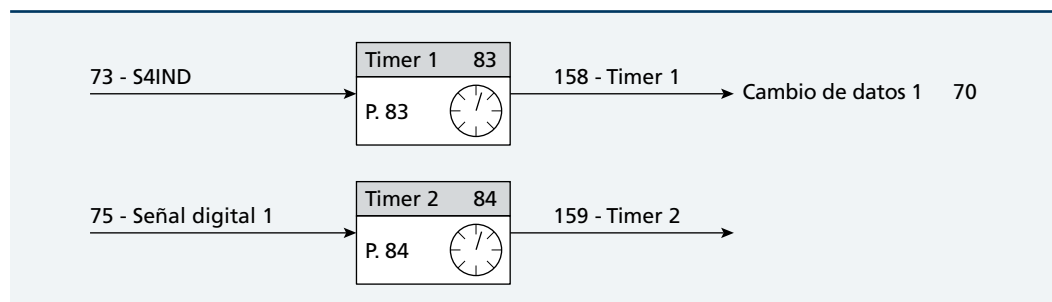 Timer 1 83
73 - S4IND
158 - Timer 1
Cambio de datos 1 70
P. 83
Timer 2 84
75 - Señal digital 1
159 - Timer 2
P. 84